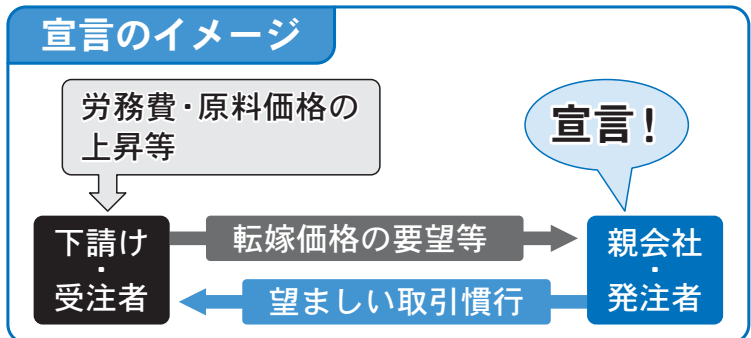 宣言のイメージ
労務費・原料価格の
上昇等
宣言！
下請け
・
受注者
転嫁価格の要望等
親会社
・
発注者
望ましい取引慣行